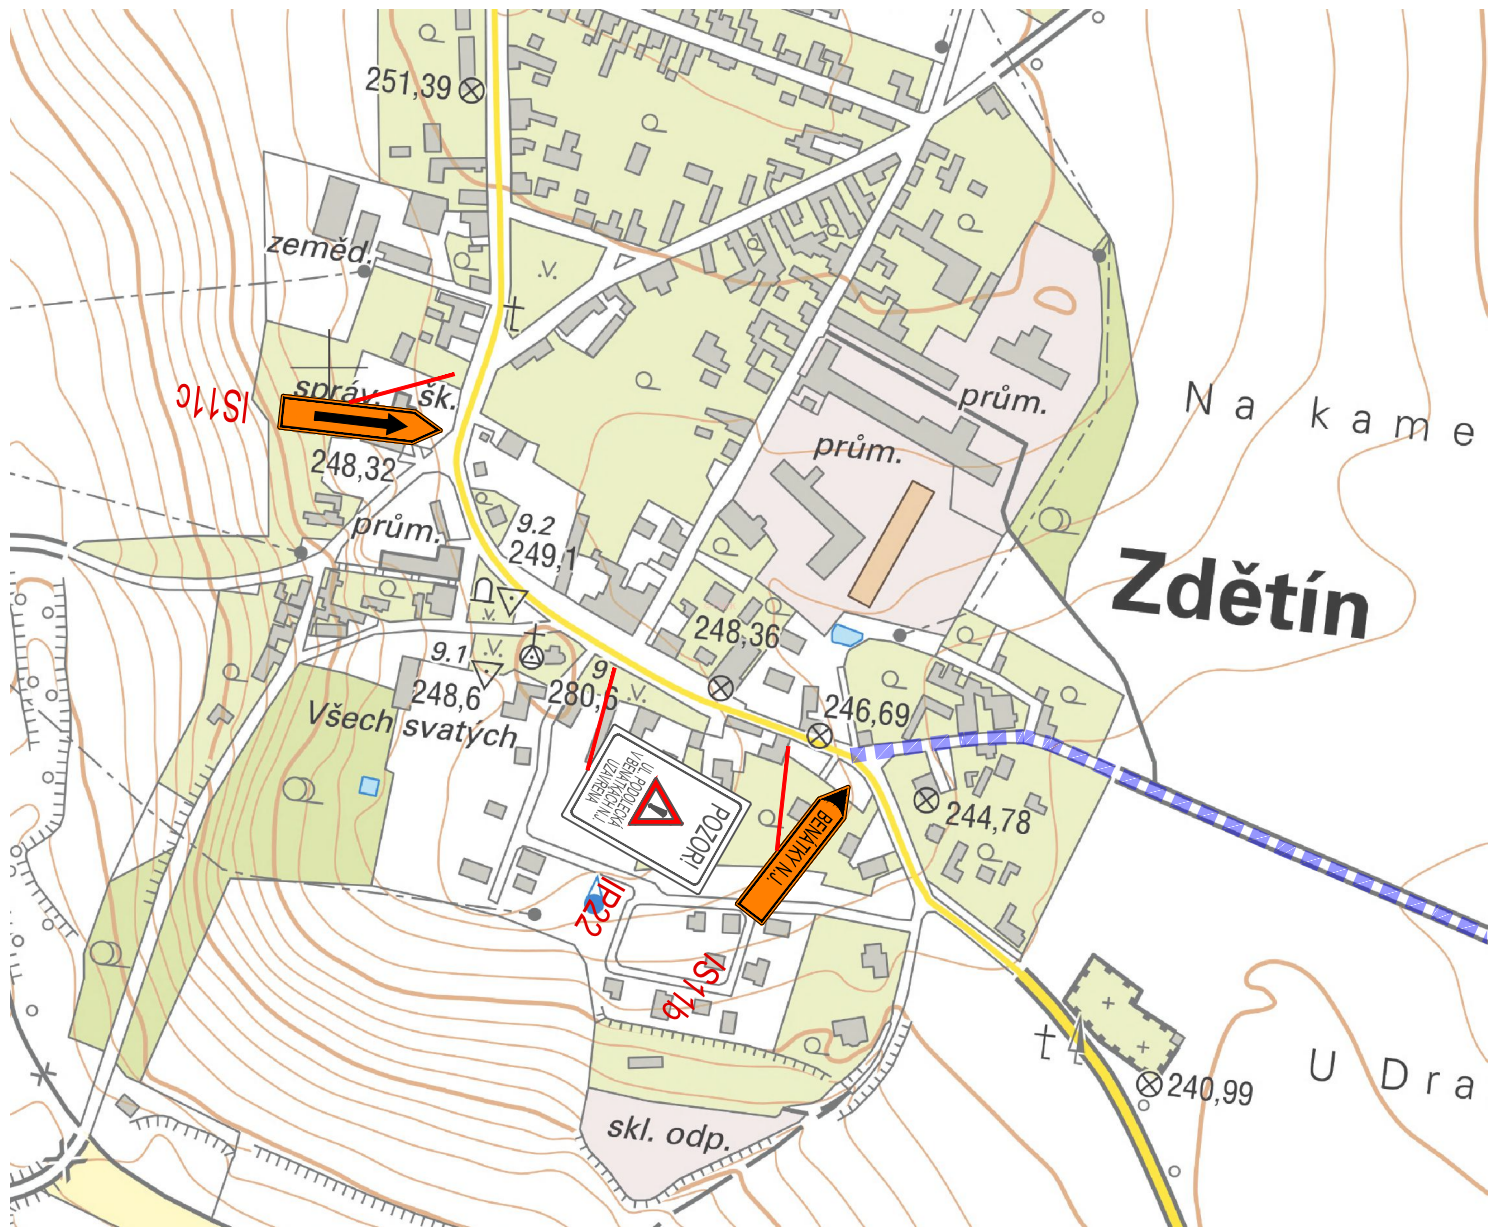 251,39
zeměd.
.v.
správ.
šk.
IS11c
248,32
prům.
prům.
prům.
Na kame
9.2
249,1
Zdětín
.v.
.v.
9.1
248,6
9
280,6
.v.
248,36
246,69
Všech svatých
POZOR!
UL. PODOLECKÁ
V BENÁTKÁCH N.J.
UZAVŘENA
BENÁTKY N.J.
244,78
IP22
IS11b
U Dra
240,99
skl. odp.